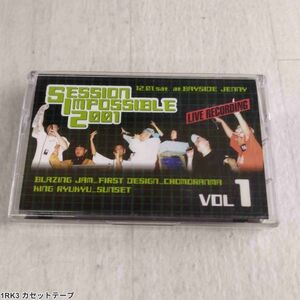 SESSION
IMPOSSIBLE
2001
12.01.sat at BAYSIDE JENNY
LIVE RECORDING
BLAZING JAM_FIRST DESIGN_CHOMORANMA
KING RYUKYU_SUNSET
VOL 1
1RK3 カセットテープ